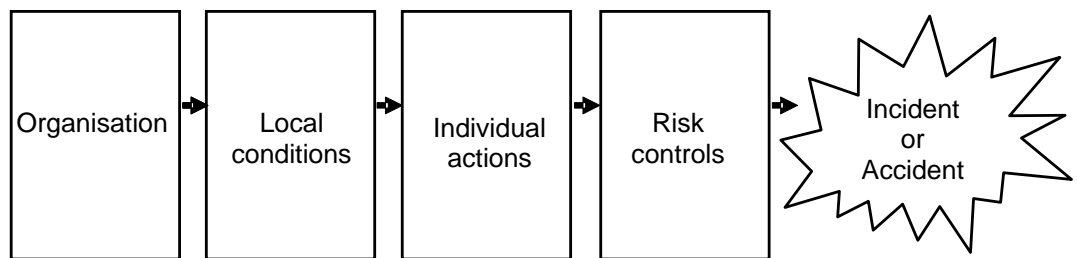 Organisation
Local
conditions
Individual
actions
Risk
controls
Incident
or
Accident